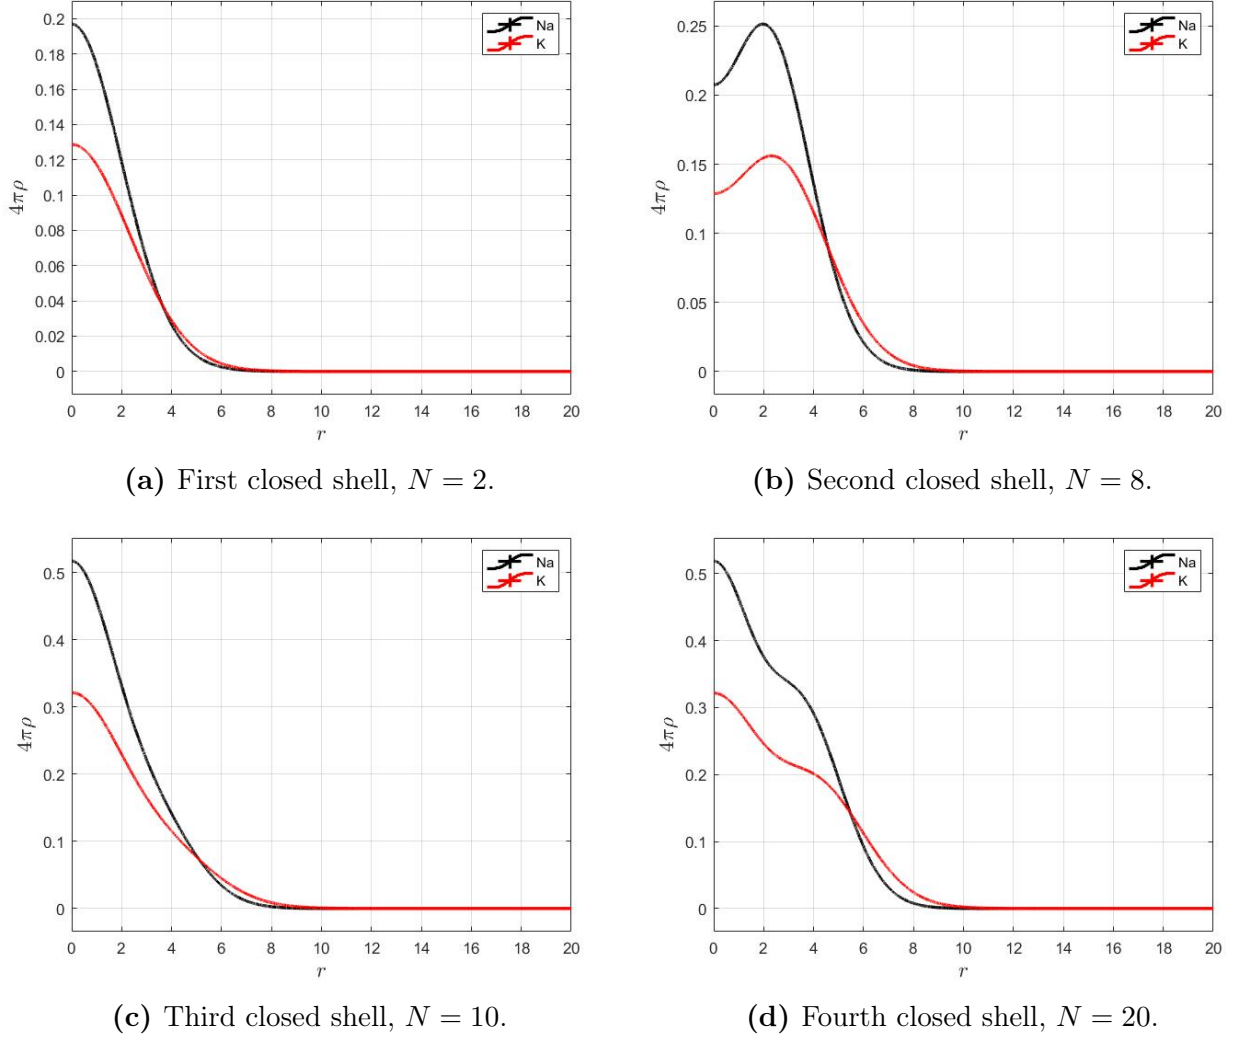 0.2
0.18
0.16
0.14
0.12
0.1
0.08
0.06
0.04
0.02
0
4πρ
0 2 4 6 8 10 12 14 16 18 20
r
Na
K
(a) First closed shell, N = 2.
0.25
0.2
0.15
0.1
0.05
0
4πρ
0 2 4 6 8 10 12 14 16 18 20
r
Na
K
(b) Second closed shell, N = 8.
0.5
0.4
0.3
0.2
0.1
0
4πρ
0 2 4 6 8 10 12 14 16 18 20
r
Na
K
(c) Third closed shell, N = 10.
0.5
0.4
0.3
0.2
0.1
0
4πρ
0 2 4 6 8 10 12 14 16 18 20
r
Na
K
(d) Fourth closed shell, N = 20.